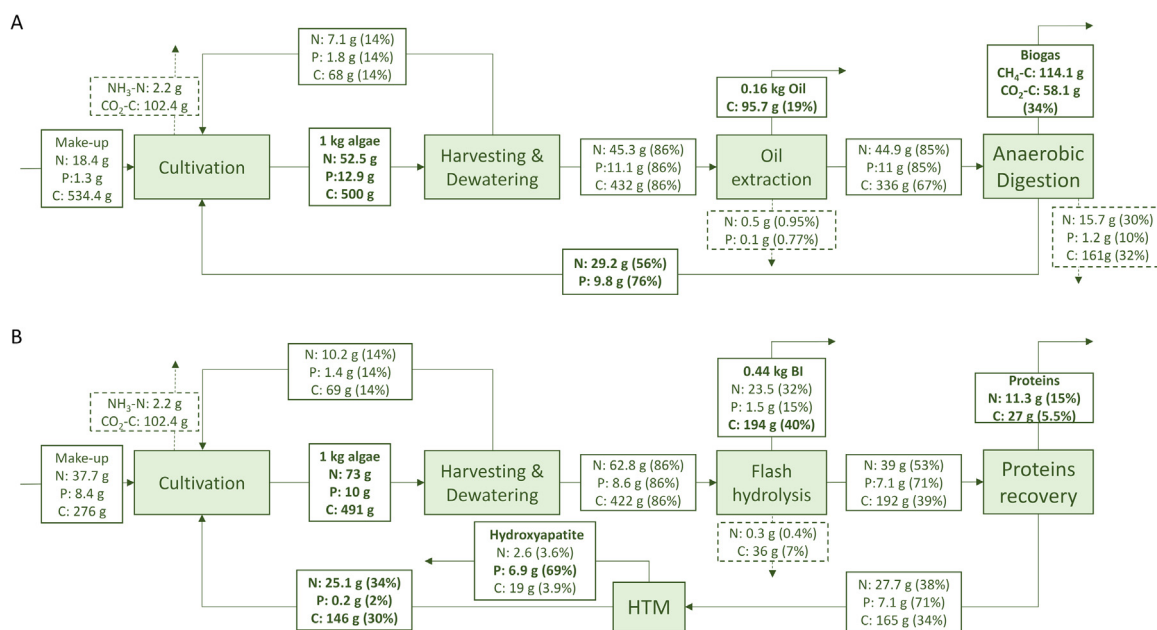 A
N: 7.1 g (14%)
P: 1.8 g (14%)
C: 68 g (14%)
NH3-N: 2.2 g
CO2-C: 102.4 g
Make-up
N: 18.4 g
P:1.3 g
C: 534.4 g
Cultivation
1 kg algae
N: 52.5 g
P:12.9 g
C: 500 g
Harvesting &
Dewatering
N: 45.3 g (86%)
P:11.1 g (86%)
C: 432 g (86%)
0.16 kg Oil
C: 95.7 g (19%)
Oil
extraction
N: 0.5 g (0.95%)
P: 0.1 g (0.77%)
N: 44.9 g (85%)
P: 11 g (85%)
C: 336 g (67%)
Biogas
CH4-C: 114.1 g
CO2-C: 58.1 g
(34%)
Anaerobic
Digestion
N: 15.7 g (30%)
P: 1.2 g (10%)
C: 161g (32%)
N: 29.2 g (56%)
P: 9.8 g (76%)
B
N: 10.2 g (14%)
P: 1.4 g (14%)
C: 69 g (14%)
NH3-N: 2.2 g
CO2-C: 102.4 g
Make-up
N: 37.7 g
P: 8.4 g
C: 276 g
Cultivation
1 kg algae
N: 73 g
P: 10 g
C: 491 g
Harvesting &
Dewatering
N: 62.8 g (86%)
P: 8.6 g (86%)
C: 422 g (86%)
0.44 kg BI
N: 23.5 (32%)
P: 1.5 g (15%)
C: 194 g (40%)
Flash
hydrolysis
N: 0.3 g (0.4%)
C: 36 g (7%)
N: 39 g (53%)
P:7.1 g (71%)
C: 192 g (39%)
Proteins
N: 11.3 g (15%)
C: 27 g (5.5%)
Proteins
recovery
N: 27.7 g (38%)
P: 7.1 g (71%)
C: 165 g (34%)
HTM
Hydroxyapatite
N: 2.6 g (3.6%)
P: 6.9 g (69%)
C: 19 g (3.9%)
N: 25.1 g (34%)
P: 0.2 g (2%)
C: 146 g (30%)